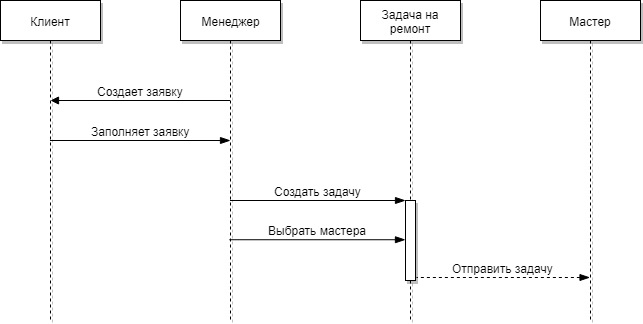 Клиент
Менеджер
Задача на
ремонт
Мастер
Создает заявку
Заполняет заявку
Создать задачу
Выбрать мастера
Отправить задачу